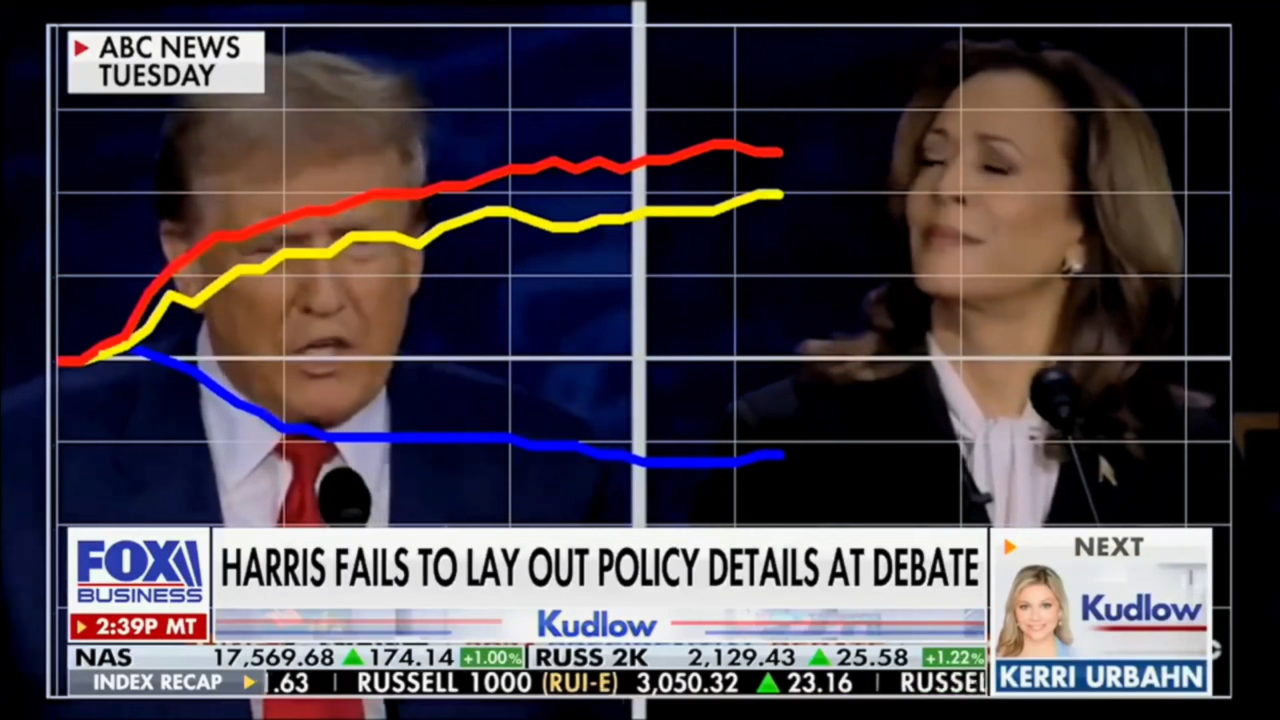 ABC NEWS
TUESDAY
FOX
BUSINESS
2:39P MT
HARRIS FAILS TO LAY OUT POLICY DETAILS AT DEBATE
Kudlow
NEXT
Kudlow
KERRI URBAHN
NAS 17,569.68 174.14 +1.00% RUSS 2K 2,129.43 25.58 +1.22%
INDEX RECAP .63 RUSSELL 1000 (RUI-E) 3,050.32 23.16 RUSSEL